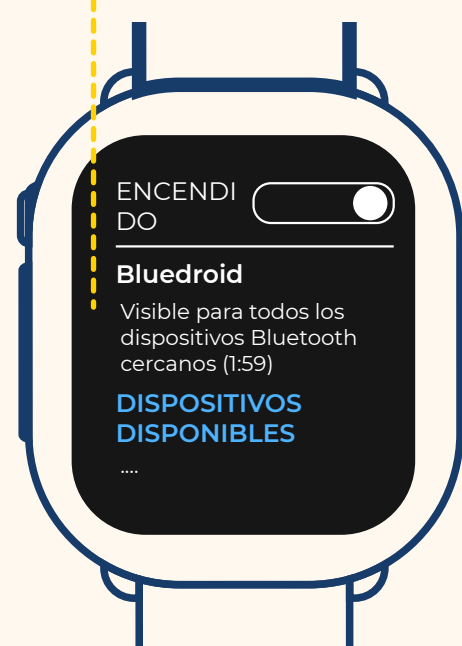 ENCENDI
DO
Bluedroid
Visible para todos los
dispositivos Bluetooth
cercanos (1:59)
DISPOSITIVOS
DISPONIBLES
....